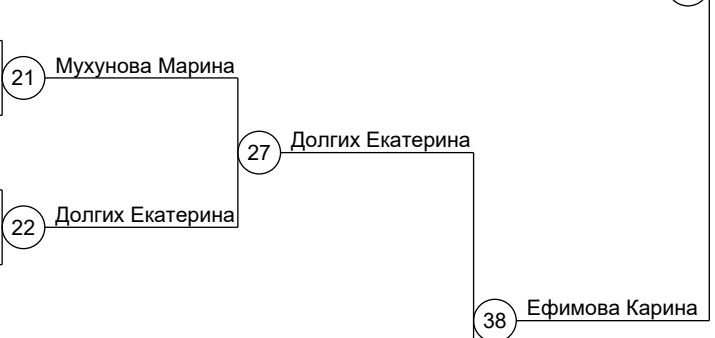 21 Мухунова Марина
27 Долгих Екатерина
22 Долгих Екатерина
38 Ефимова Карина